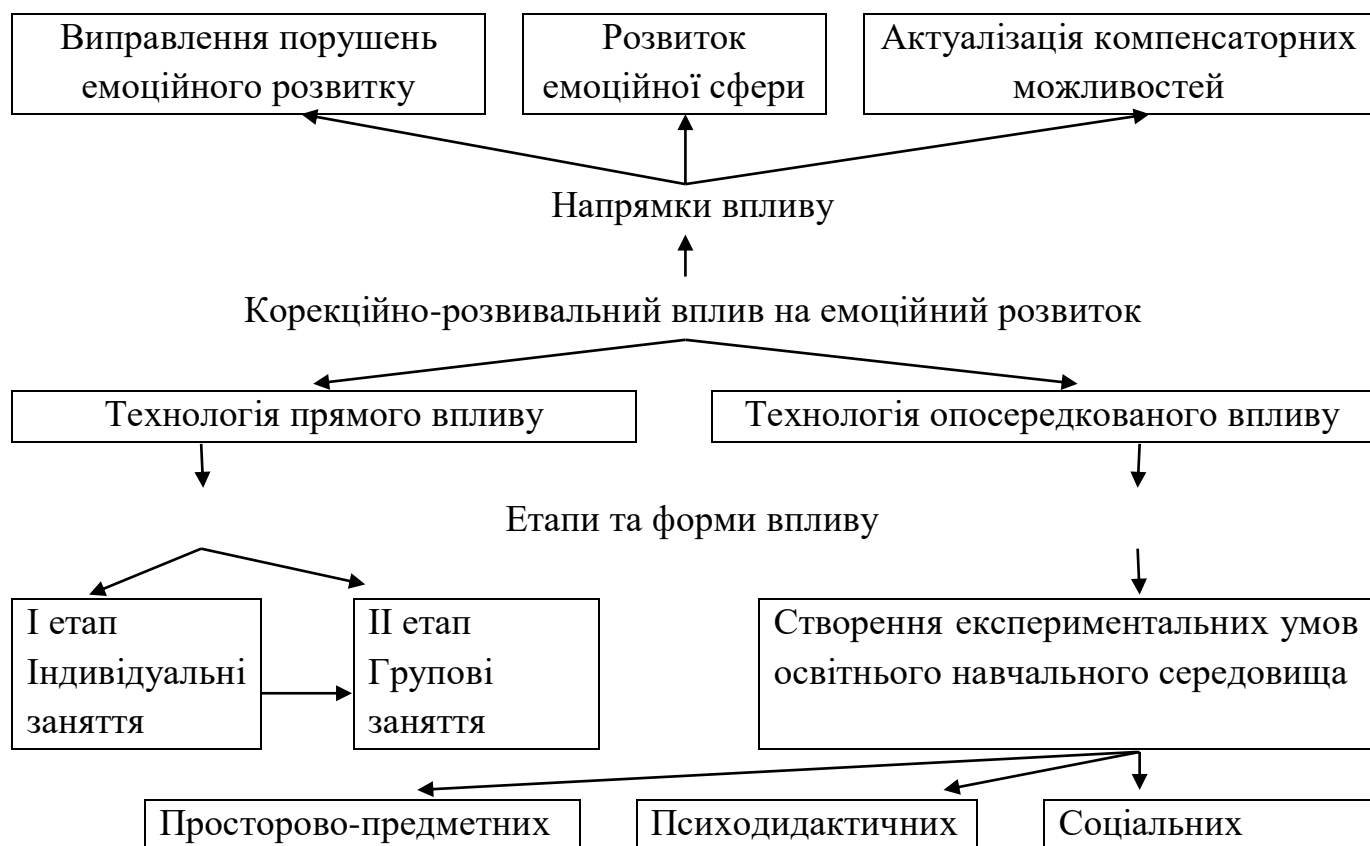 Виправлення порушень
емоційного розвитку
Розвиток
емоційної сфери
Актуалізація компенсаторних
можливостей
Напрямки впливу
Корекційно-розвивальний вплив на емоційний розвиток
Технологія прямого впливу
Технологія опосередкованого впливу
Етапи та форми впливу
І етап
Індивідуальні
заняття
ІІ етап
Групові
заняття
Створення експериментальних умов
освітнього навчального середовища
Просторово-предметних
Психодидактичних
Соціальних